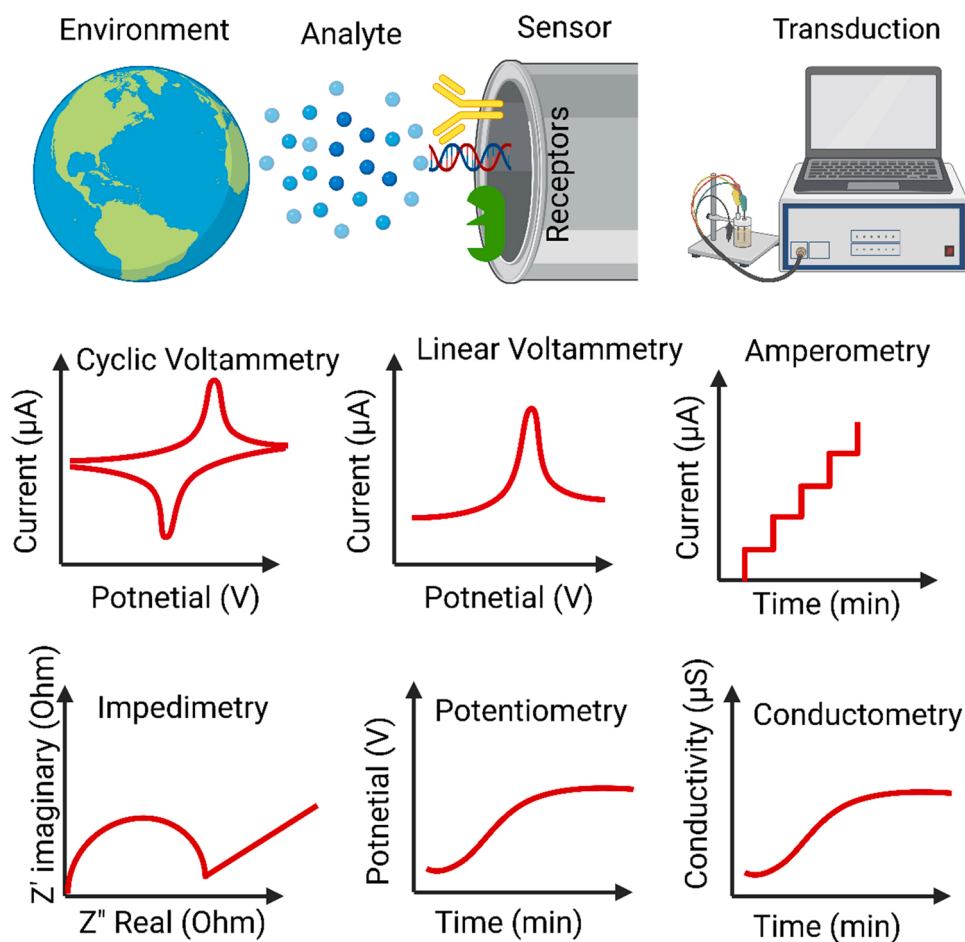 Environment
Analyte
Sensor
Transduction
Receptors
Cyclic Voltammetry
Current (µA)
Potnetial (V)
Linear Voltammetry
Current (µA)
Potnetial (V)
Amperometry
Current (µA)
Time (min)
Impedimetry
Z' imaginary (Ohm)
Z" Real (Ohm)
Potentiometry
Potnetial (V)
Time (min)
Conductometry
Conductivity (µS)
Time (min)